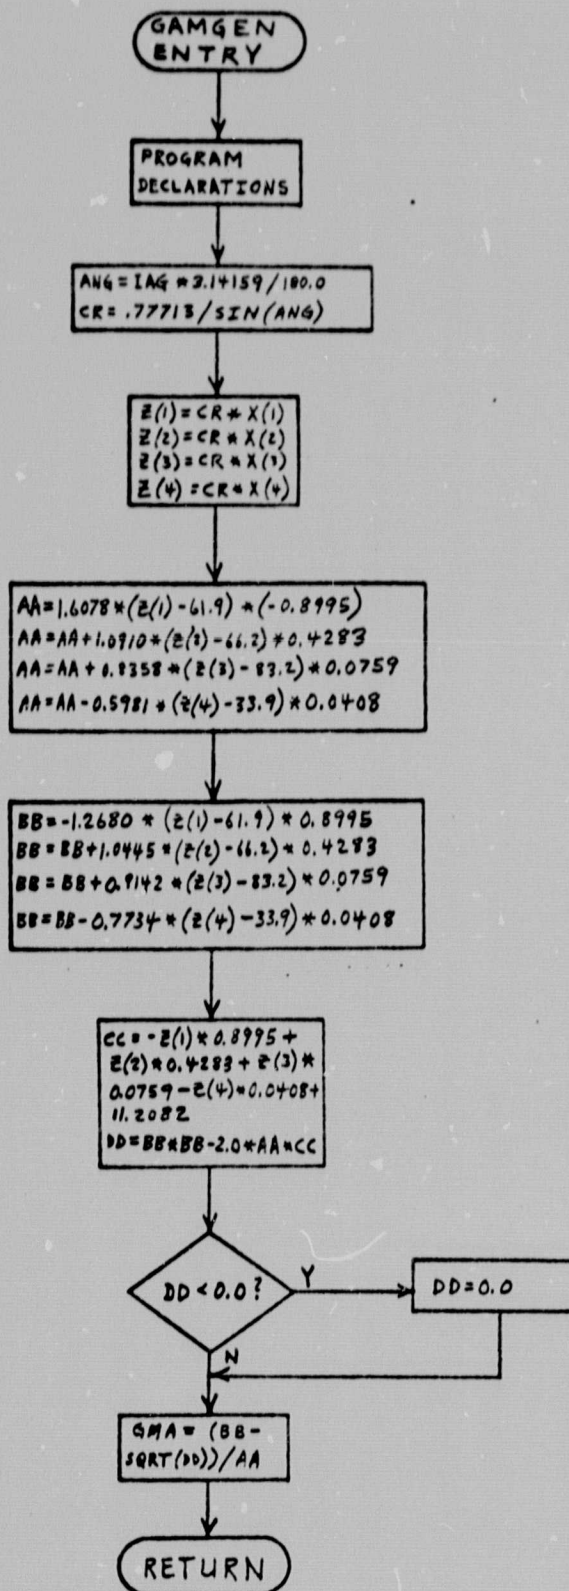 GAMGEN
ENTRY
PROGRAM
DECLARATIONS
ANG=IAG*3.14159/180.0
CR=.77713/SIN(ANG)
Z(1)=CR*X(1)
Z(2)=CR*X(2)
Z(3)=CR*X(3)
Z(4)=CR*X(4)
AA=1.6078*(Z(1)-61.9)*(-0.8995)
AA=AA+1.0910*(Z(2)-66.2)*0.4283
AA=AA+0.8358*(Z(3)-83.2)*0.0759
AA=AA-0.5981*(Z(4)-33.9)*0.0408
BB=-1.2680*(Z(1)-61.9)*0.8995
BB=BB+1.0445*(Z(2)-66.2)*0.4283
BB=BB+0.9142*(Z(3)-83.2)*0.0759
BB=BB-0.7734*(Z(4)-33.9)*0.0408
CC=-Z(1)*0.8995+
Z(2)*0.4283+Z(3)*
0.0759-Z(4)*0.0408+
11.2082
DD=BB*BB-2.0*AA*CC
DD<0.0?
Y
DD=0.0
N
GMA=(BB-
SQRT(DD))/AA
RETURN